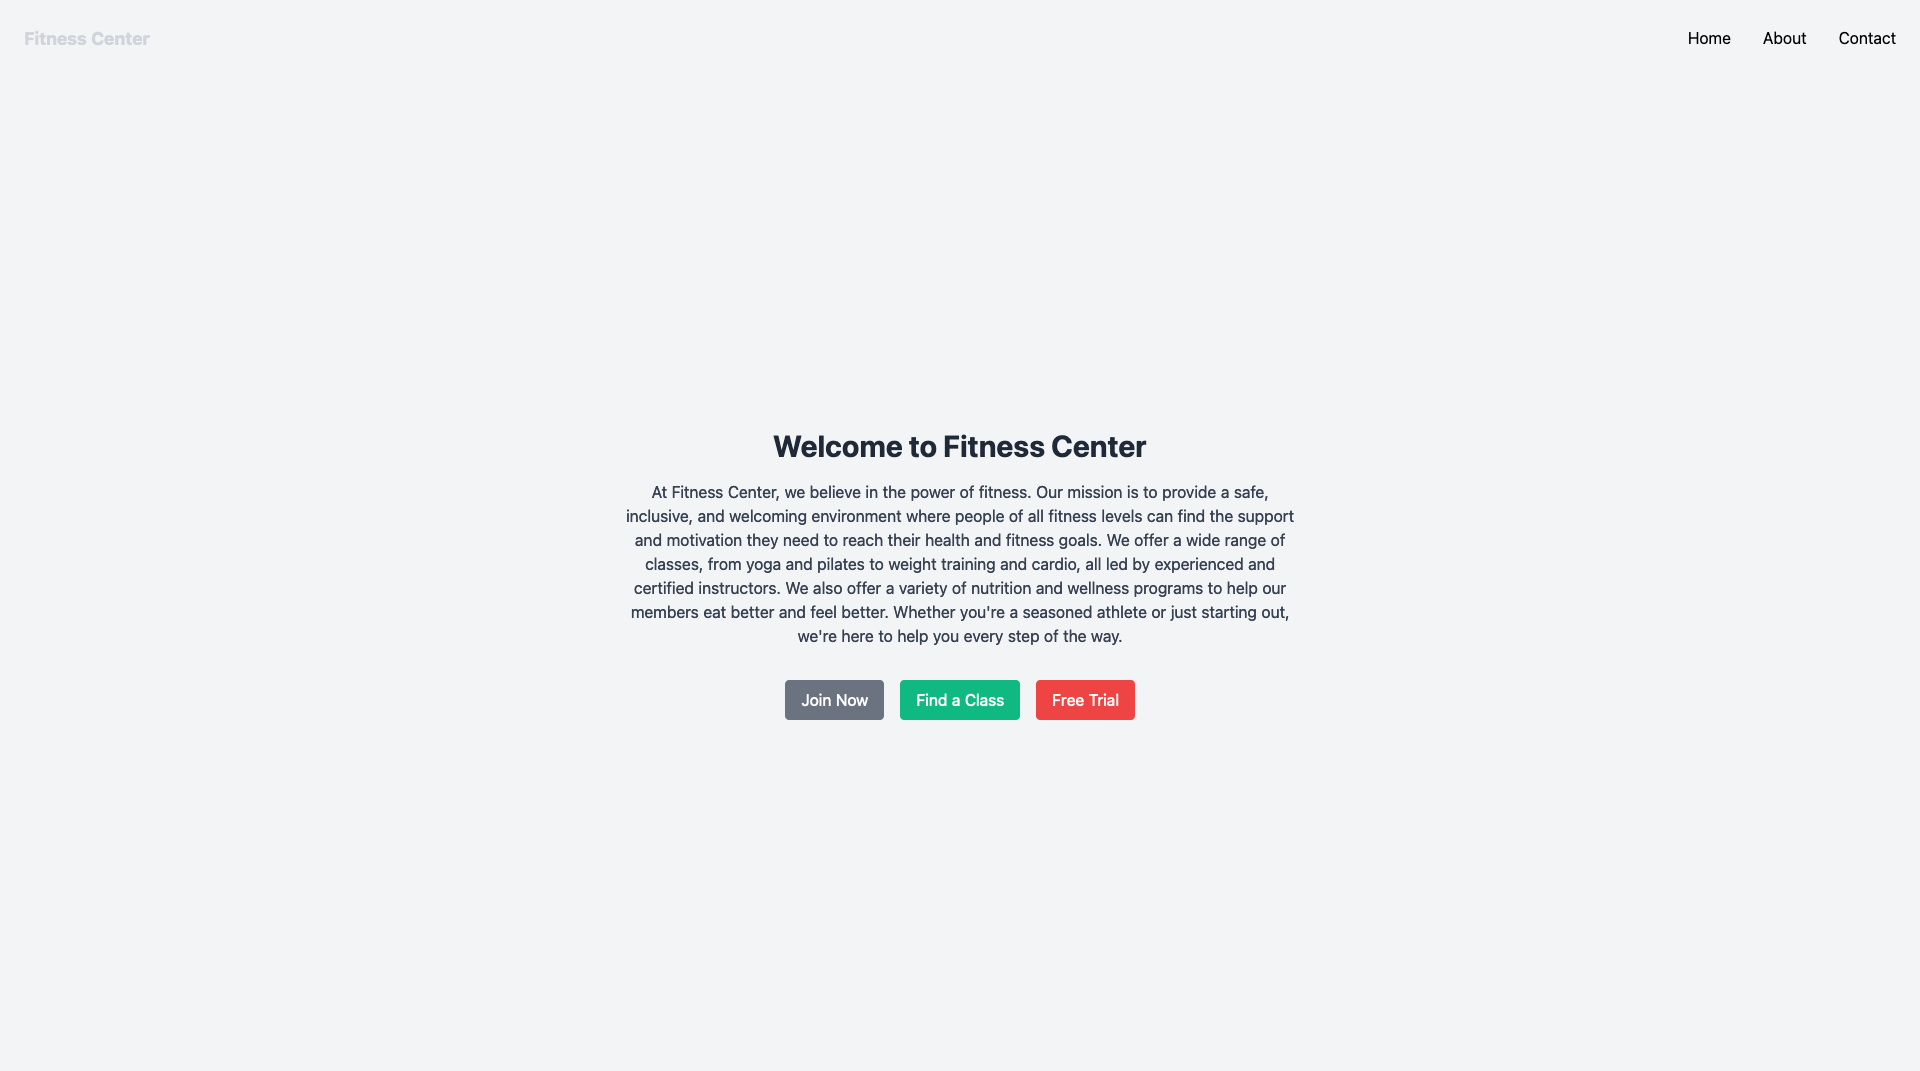 Fitness Center
Home
About
Contact
Welcome to Fitness Center
At Fitness Center, we believe in the power of fitness. Our mission is to provide a safe,
inclusive, and welcoming environment where people of all fitness levels can find the support
and motivation they need to reach their health and fitness goals. We offer a wide range of
classes, from yoga and pilates to weight training and cardio, all led by experienced and
certified instructors. We also offer a variety of nutrition and wellness programs to help our
members eat better and feel better. Whether you're a seasoned athlete or just starting out,
we're here to help you every step of the way.
Join Now
Find a Class
Free Trial